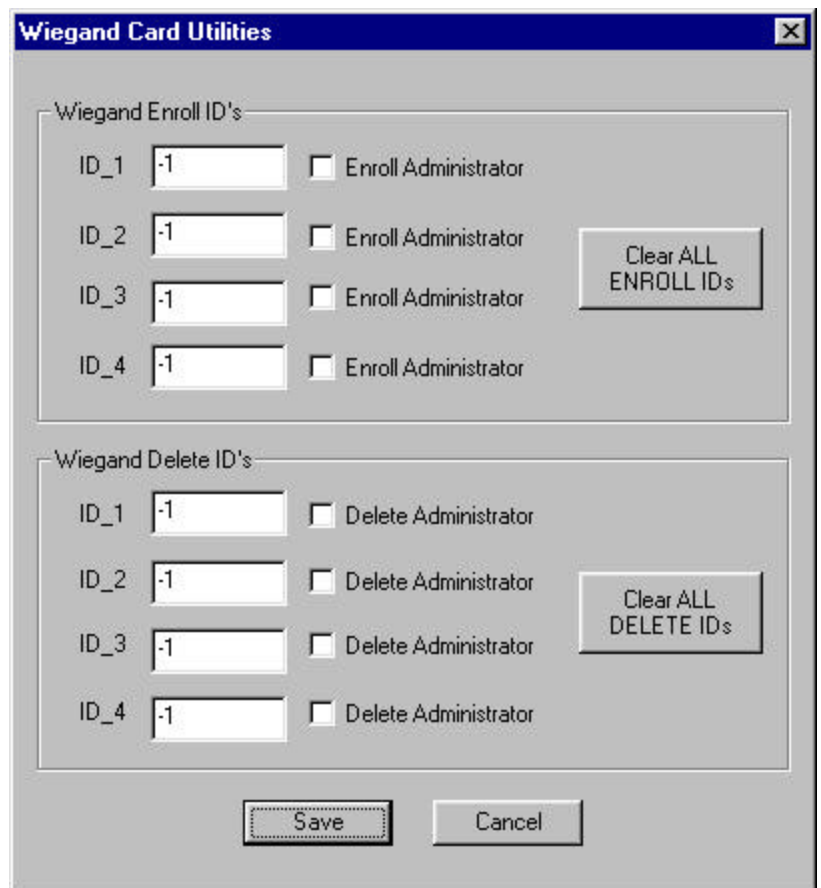 Wiegand Card Utilities
Wiegand Enroll ID's
ID_1 -1 Enroll Administrator
ID_2 -1 Enroll Administrator
Clear ALL
ENROLL IDs
ID_3 -1 Enroll Administrator
ID_4 -1 Enroll Administrator
Wiegand Delete ID's
ID_1 -1 Delete Administrator
ID_2 -1 Delete Administrator
Clear ALL
DELETE IDs
ID_3 -1 Delete Administrator
ID_4 -1 Delete Administrator
Save Cancel